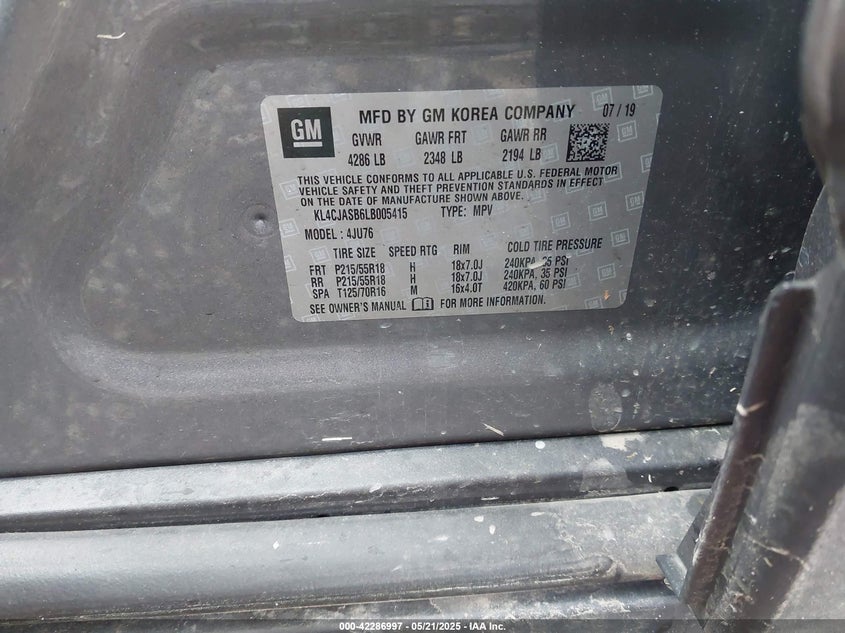 GM
MFD BY GM KOREA COMPANY 07 / 19
GVWR GAWR FRT GAWR RR
4286 LB 2348 LB 2194 LB
THIS VEHICLE CONFORMS TO ALL APPLICABLE U.S. FEDERAL MOTOR
VEHICLE SAFETY AND THEFT PREVENTION STANDARDS IN EFFECT
ON THE DATE OF MANUFACTURE SHOWN ABOVE.
KL4CJASB6LB005415 TYPE: MPV
MODEL: 4JU76
TIRE SIZE SPEED RTG RIM COLD TIRE PRESSURE
FRT P215/55R18 H 18x7.0J 240KPA, 35 PSI
RR P215/55R18 H 18x7.0J 240KPA, 35 PSI
SPA T125/70R16 M 16x4.0T 420KPA, 60 PSI
SEE OWNER'S MANUAL FOR MORE INFORMATION.
000-42286997 - 05/21/2025 - IAA Inc.